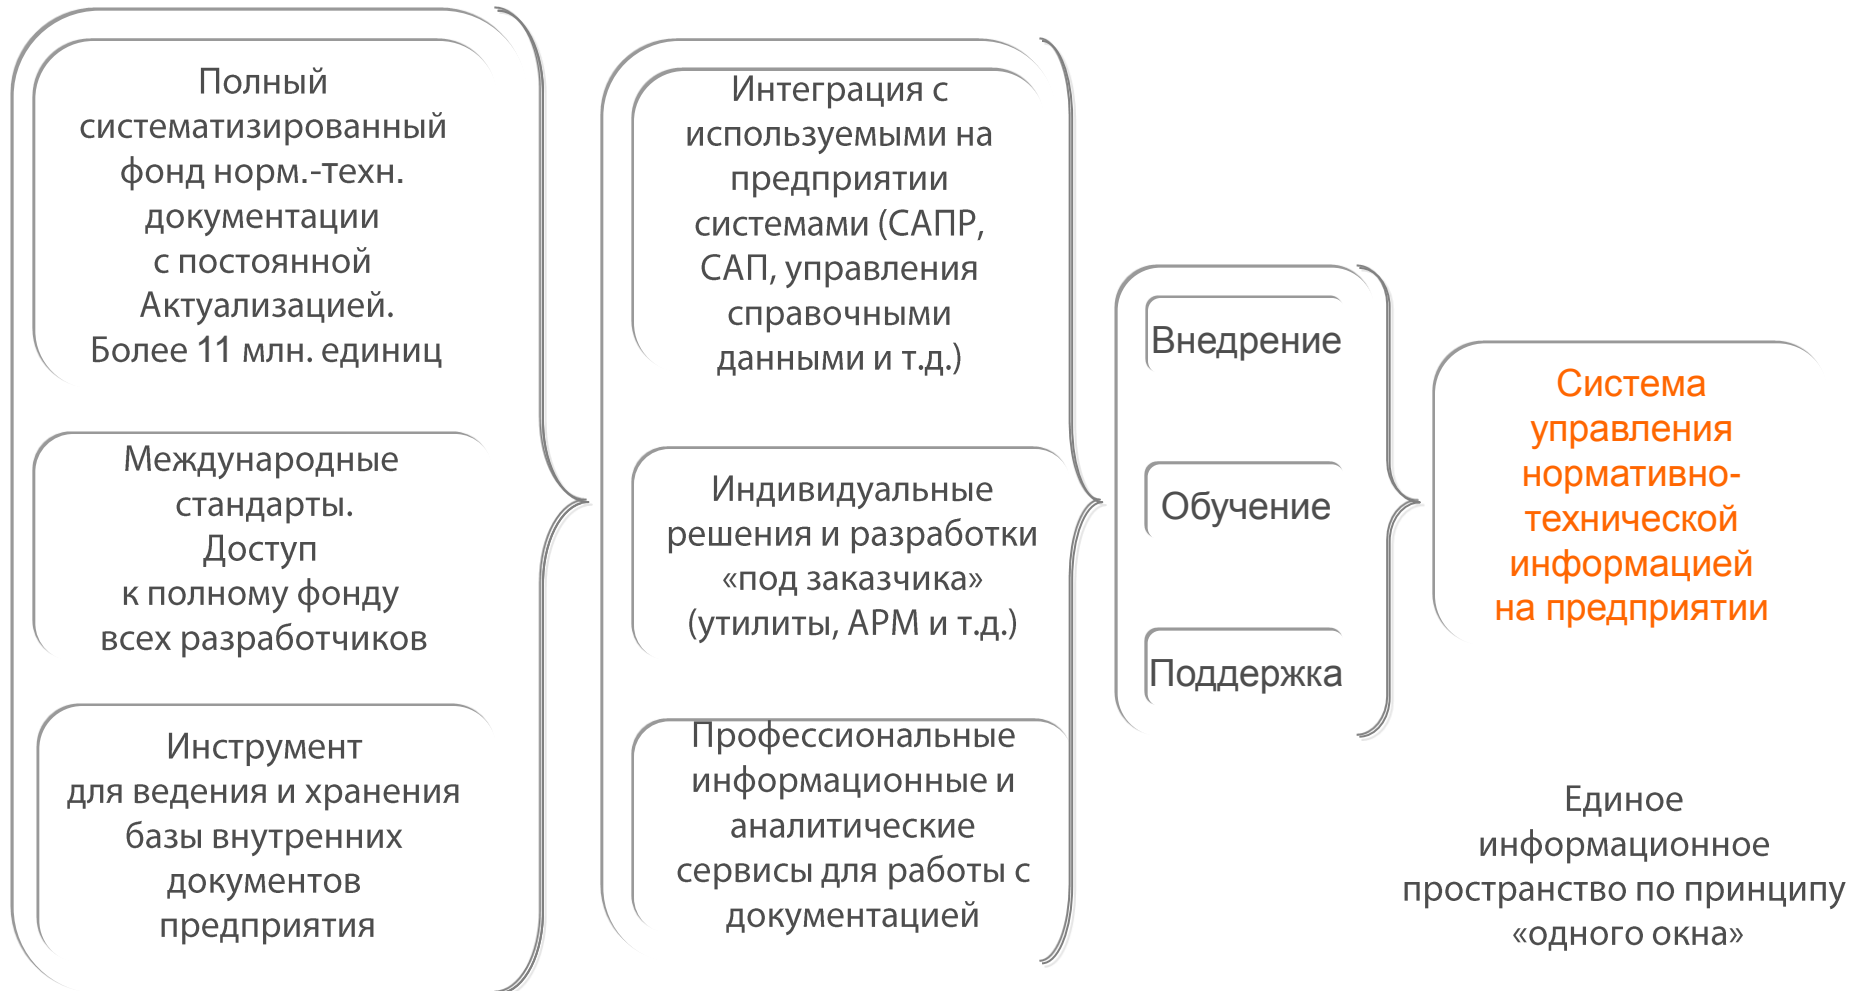 Полный
систематизированный
фонд норм.-техн.
документации
с постоянной
Актуализацией.
Более 11 млн. единиц
Международные
стандарты.
Доступ
к полному фонду
всех разработчиков
Инструмент
для ведения и хранения
базы внутренних
документов
предприятия
Интеграция с
используемыми на
предприятии
системами (САПР,
САП, управления
справочными
данными и т.д.)
Индивидуальные
решения и разработки
«под заказчика»
(утилиты, АРМ и т.д.)
Профессиональные
информационные и
аналитические
сервисы для работы с
документацией
Внедрение
Обучение
Поддержка
Система
управления
нормативно-
технической
информацией
на предприятии
Единое
информационное
пространство по принципу
«одного окна»